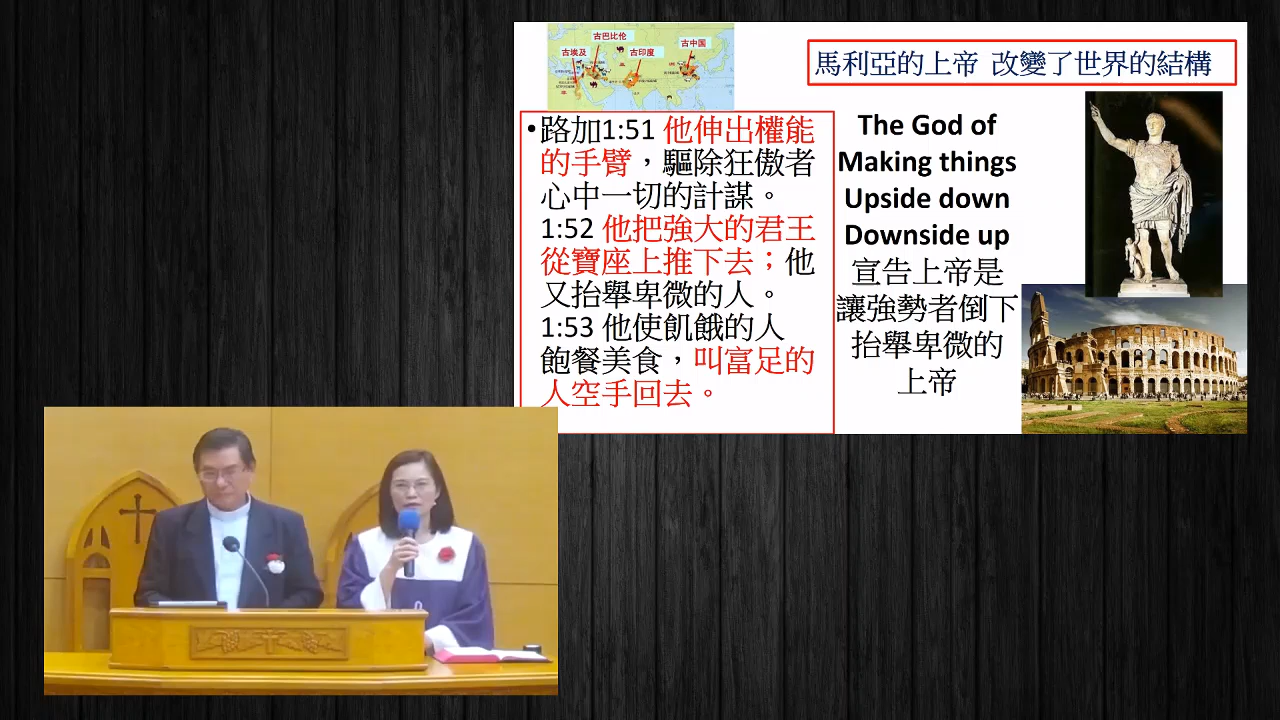 古巴比伦
古埃及
古印度
古中国
馬利亞的上帝 改變了世界的結構
•路加1:51 他伸出權能
的手臂，驅除狂傲者
心中一切的計謀。
1:52 他把強大的君王
從寶座上推下去；他
又抬舉卑微的人。
1:53 他使飢餓的人
飽餐美食，叫富足的
人空手回去。
The God of
Making things
Upside down
Downside up
宣告上帝是
讓強勢者倒下
抬舉卑微的
上帝